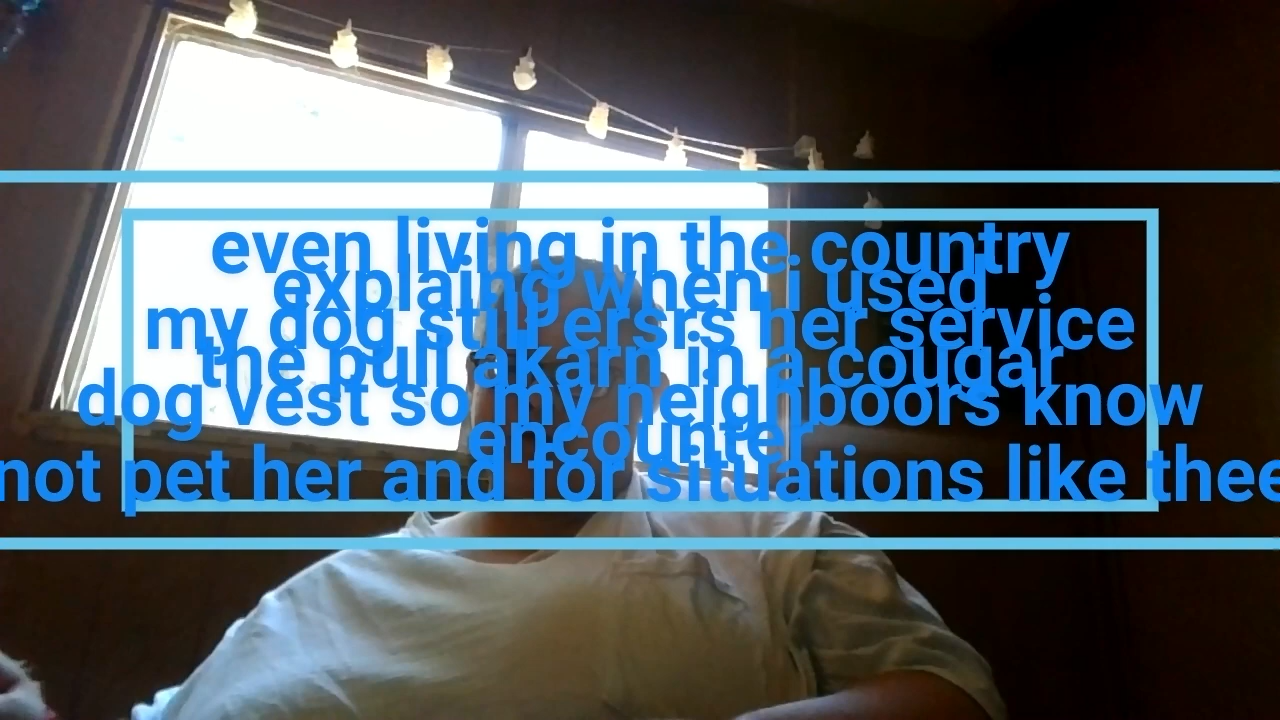 even living in the country
explaing when i used
my dog still ersrs her service
the pull akarn in a cougar
dog vest so my neighboors know
encounter
not pet her and for situations like thee